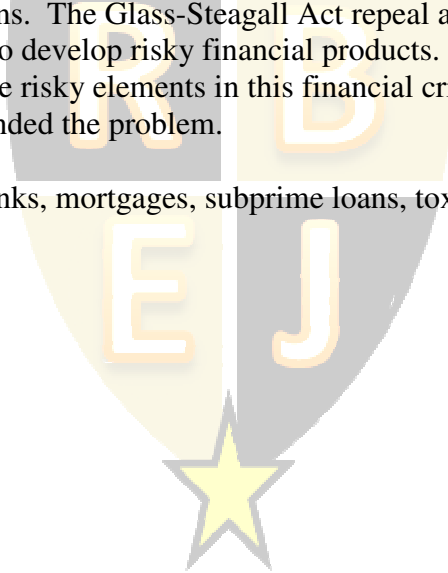 ns. The Glass-Steagall Act repeal a
o develop risky financial products.
e risky elements in this financial cri
nded the problem.
nks, mortgages, subprime loans, tox
R B
E J